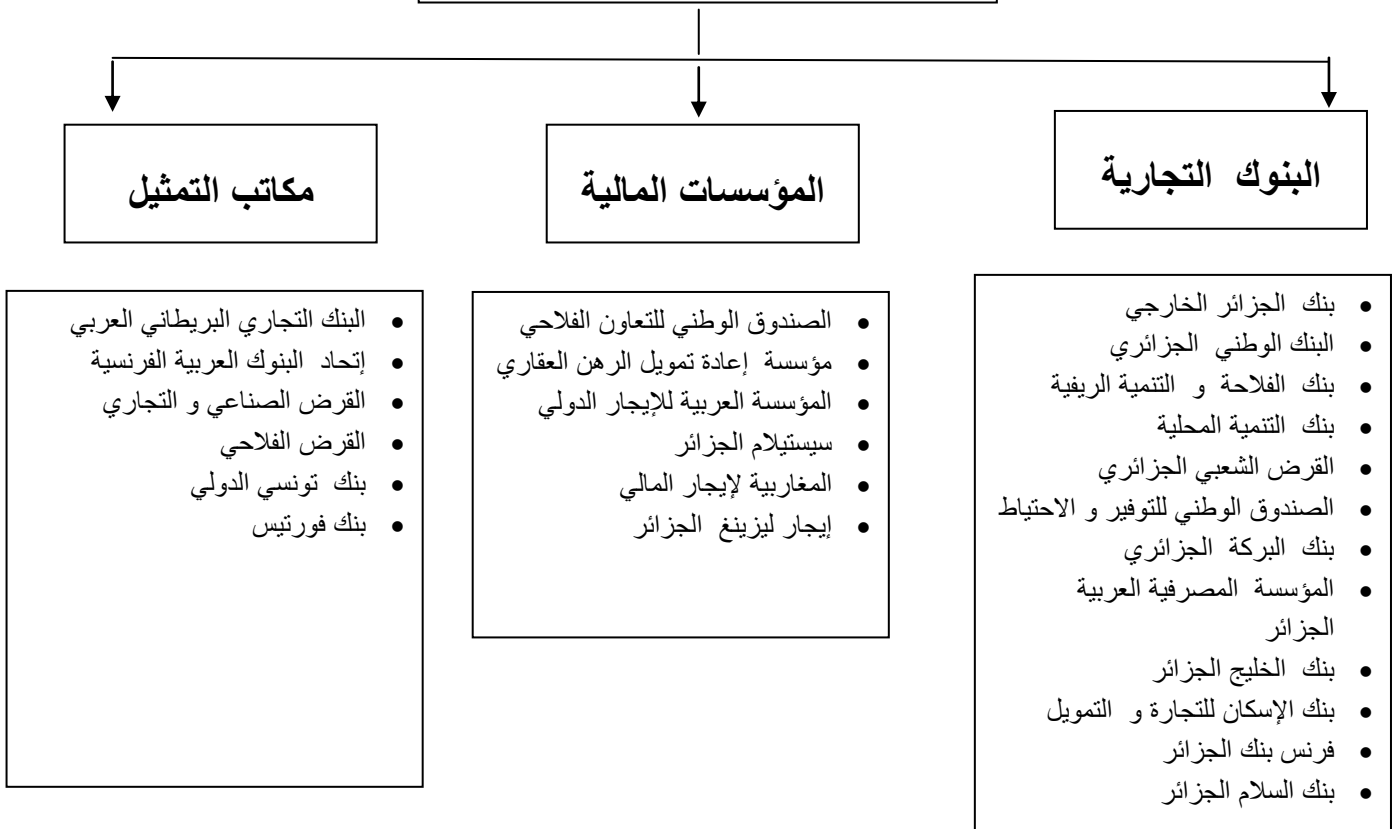 البنوك التجارية
المؤسسات المالية
مكاتب التمثيل
• بنك الجزائر الخارجي
• البنك الوطني الجزائري
• بنك الفلاحة و التنمية الريفية
• بنك التنمية المحلية
• القرض الشعبي الجزائري
• الصندوق الوطني للتوفير و الاحتياط
• بنك البركة الجزائري
• المؤسسة المصرفية العربية
الجزائر
• بنك الخليج الجزائر
• بنك الإسكان للتجارة و التمويل
• فرنس بنك الجزائر
• بنك السلام الجزائر
• الصندوق الوطني للتعاون الفلاحي
• مؤسسة إعادة تمويل الرهن العقاري
• المؤسسة العربية للإيجار الدولي
• سيستيلام الجزائر
• المغاربية لإيجار المالي
• إيجار ليزينغ الجزائر
• البنك التجاري البريطاني العربي
• إتحاد البنوك العربية الفرنسية
• القرض الصناعي و التجاري
• القرض الفلاحي
• بنك تونسي الدولي
• بنك فورتيس